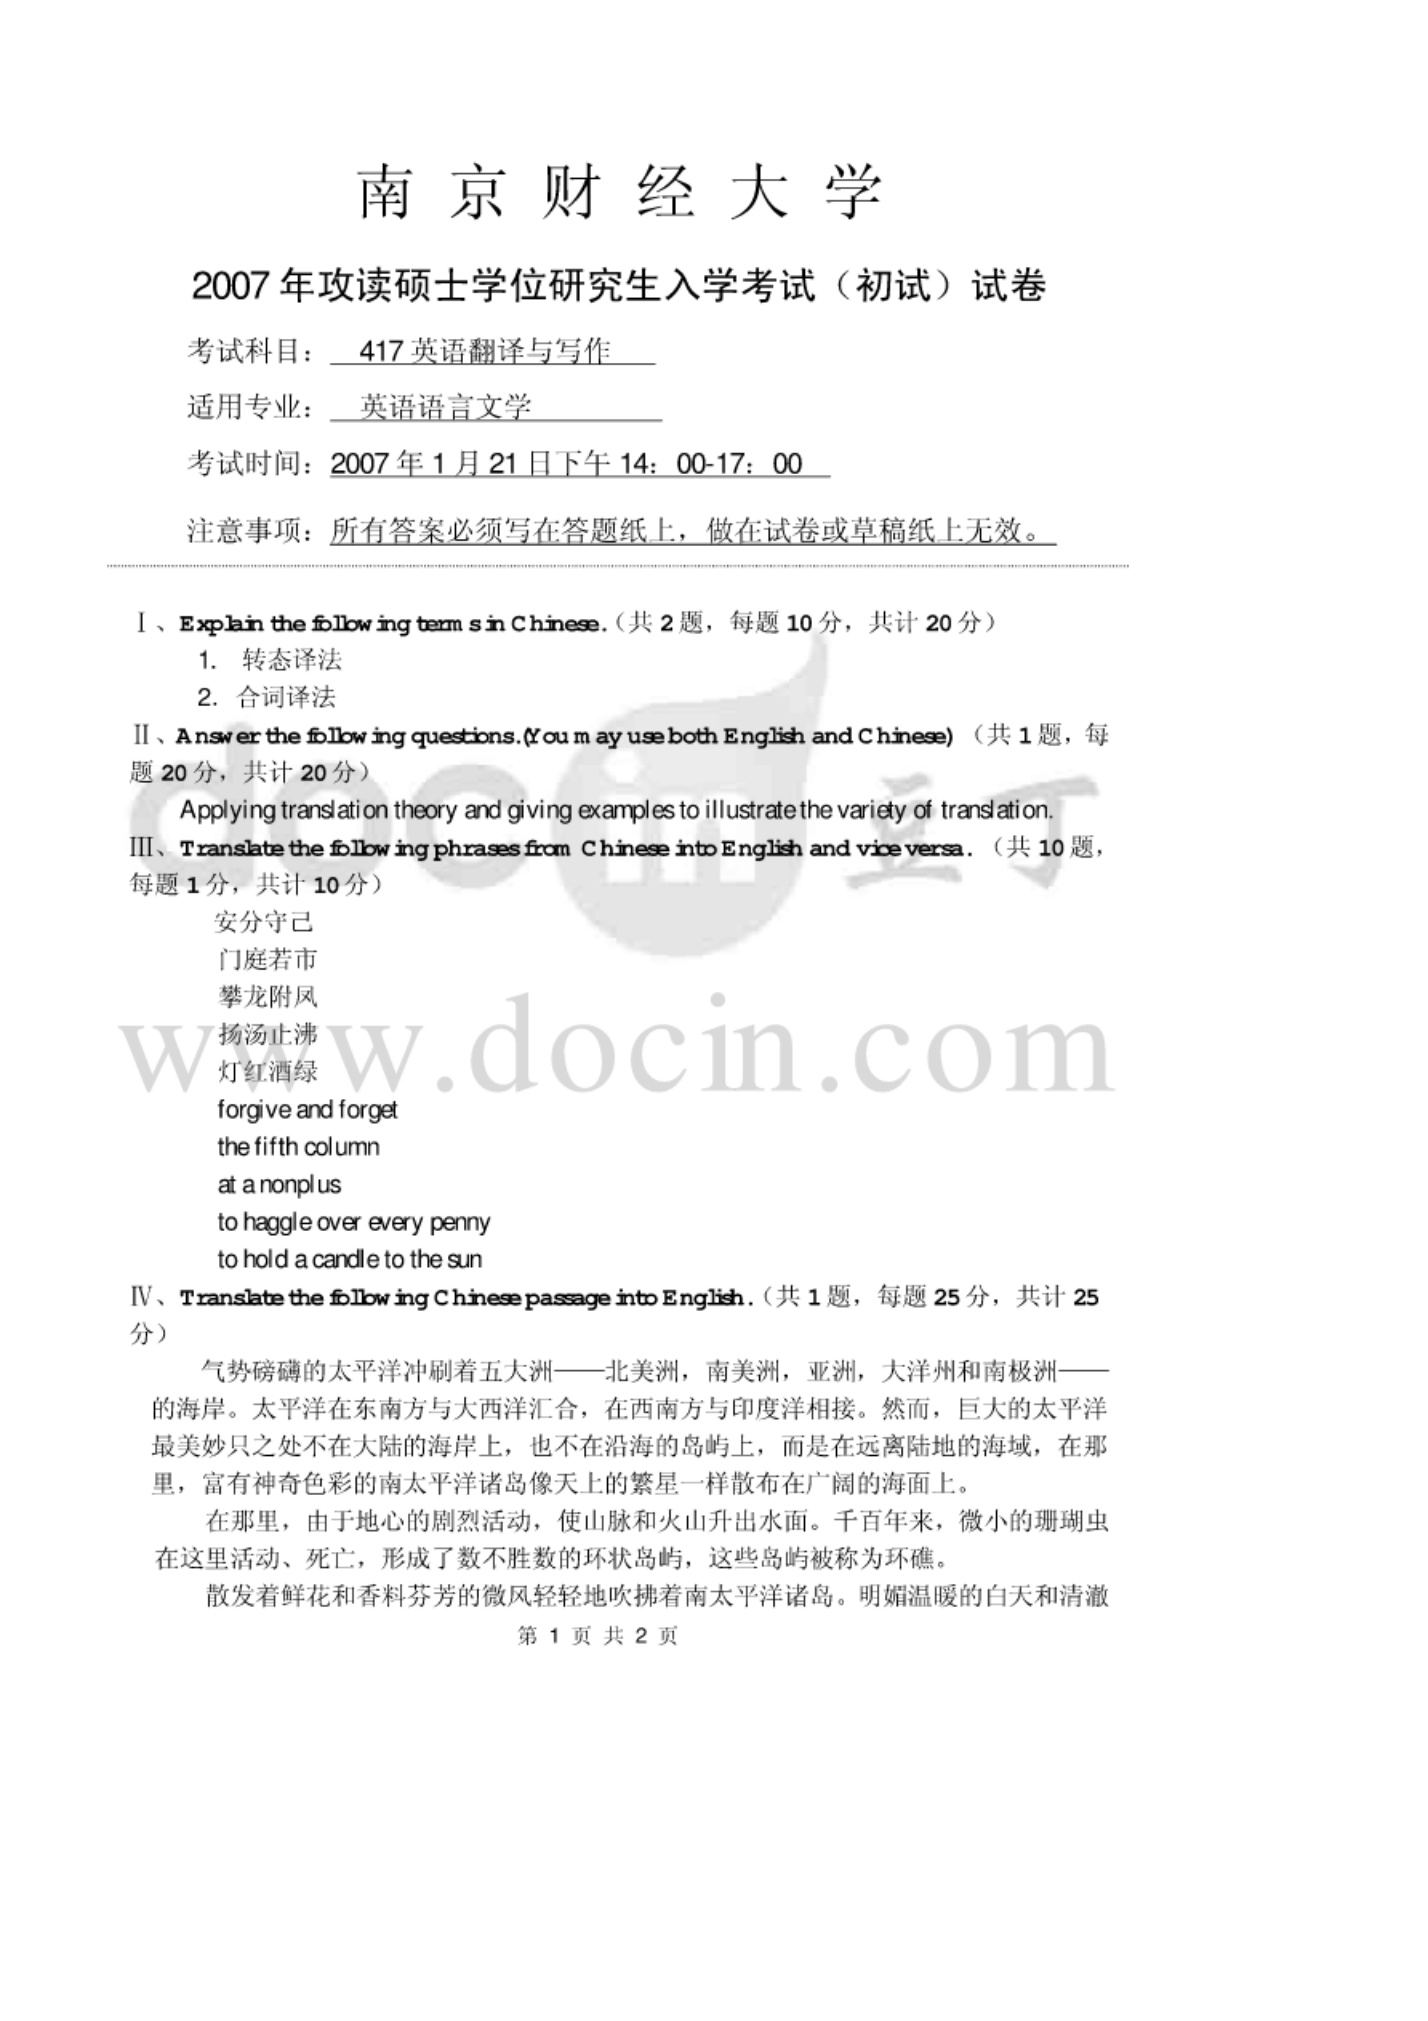 南京财经大学
2007年攻读硕士学位研究生入学考试（初试）试卷
考试科目： 417英语翻译与写作
适用专业： 英语语言文学
考试时间：2007年1月21日下午14：00-17：00
注意事项：所有答案必须写在答题纸上，做在试卷或草稿纸上无效。
Ⅰ、Explain the following terms in Chinese.（共2题，每题10分，共计20分）
1. 转态译法
2. 合词译法
Ⅱ、Answer the following questions.(You may use both English and Chinese)（共1题，每
题20分，共计20分）
Applying translation theory and giving examples to illustrate the variety of translation.
Ⅲ、Translate the following phrases from Chinese into English and vice versa.（共10题，
每题1分，共计10分）
安分守己
门庭若市
攀龙附凤
扬汤止沸
灯红酒绿
forgive and forget
the fifth column
at a nonplus
to haggle over every penny
to hold a candle to the sun
Ⅳ、Translate the following Chinese passage into English.（共1题，每题25分，共计25
分）
气势磅礴的太平洋冲刷着五大洲——北美洲，南美洲，亚洲，大洋州和南极洲——
的海岸。太平洋在东南方与大西洋汇合，在西南方与印度洋相接。然而，巨大的太平洋
最美妙只之处不在大陆的海岸上，也不在沿海的岛屿上，而是在远离陆地的海域，在那
里，富有神奇色彩的南太平洋诸岛像天上的繁星一样散布在广阔的海面上。
在那里，由于地心的剧烈活动，使山脉和火山升出水面。千百年来，微小的珊瑚虫
在这里活动、死亡，形成了数不胜数的环状岛屿，这些岛屿被称为环礁。
散发着鲜花和香料芬芳的微风轻轻地吹拂着南太平洋诸岛。明媚温暖的白天和清澈
第 1 页 共 2 页
docin 豆丁
www.docin.com